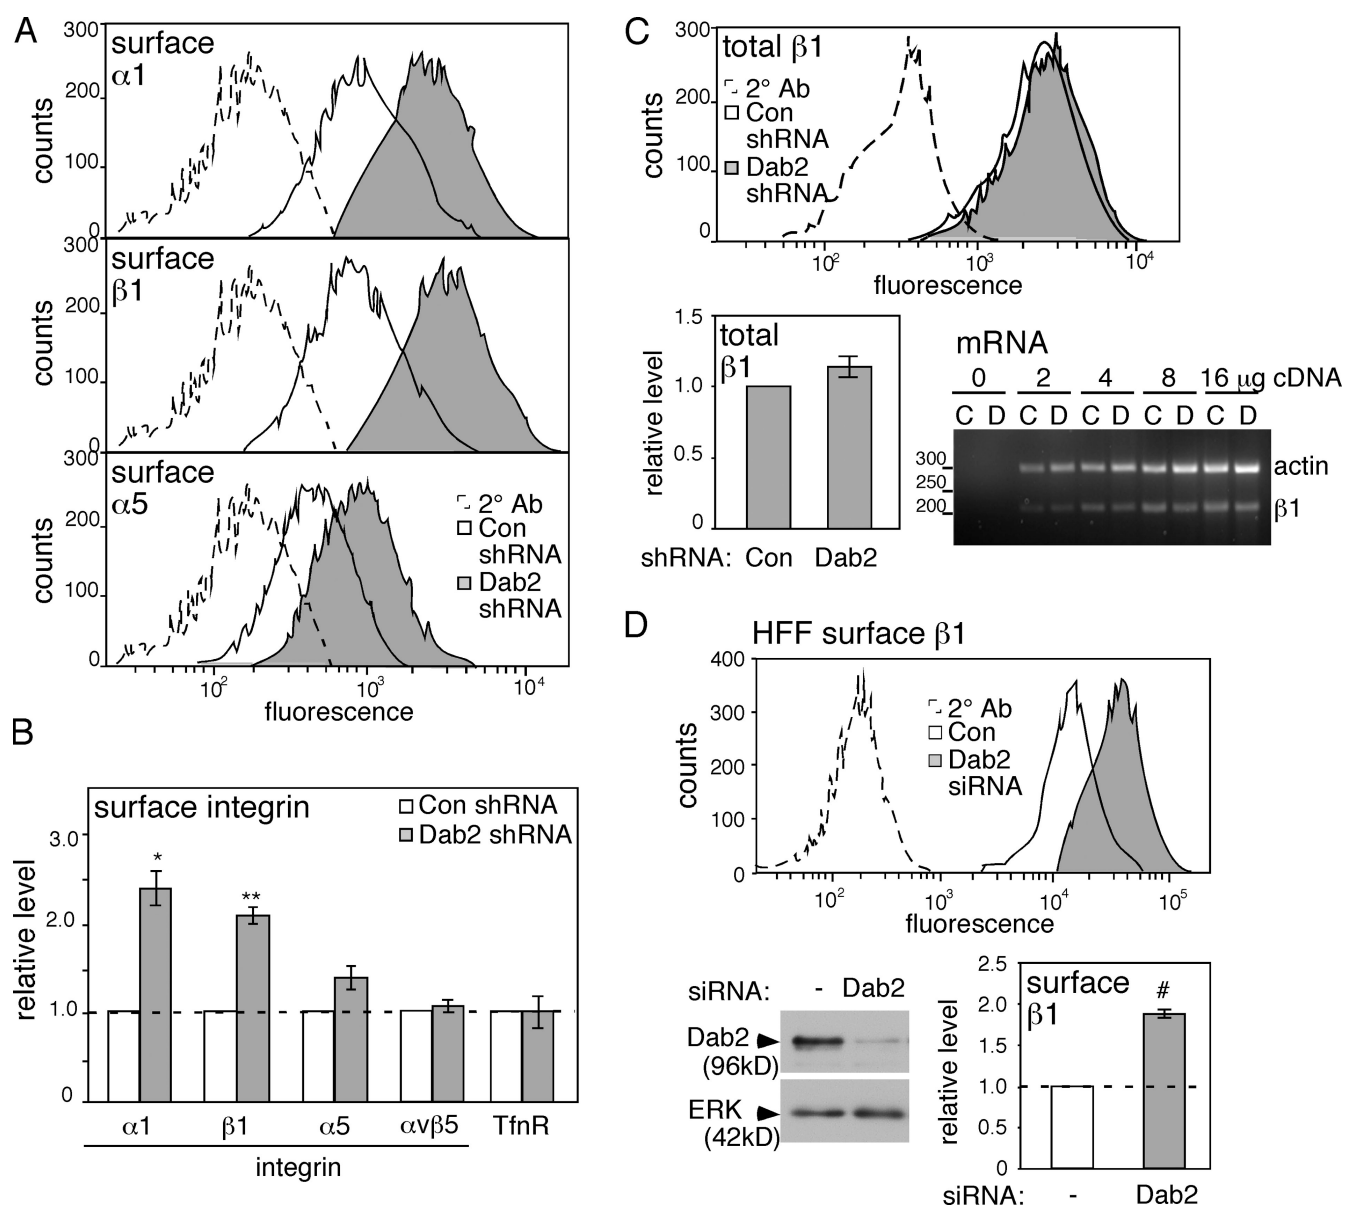 A
surface
α1
300
200
100
0
counts
surface
β1
300
200
100
0
counts
surface
α5
300
200
100
0
counts
2° Ab
Con
shRNA
Dab2
shRNA
10²
10³
10⁴
fluorescence
B
surface integrin
Con shRNA
Dab2 shRNA
3.0
2.0
1.0
0
relative level
*
**
α1
β1
α5
αvβ5
TfnR
integrin
C
total β1
2° Ab
Con
shRNA
Dab2
shRNA
300
200
100
0
counts
10²
10³
10⁴
fluorescence
total
β1
1.5
1.0
0.5
0
relative level
shRNA: Con Dab2
mRNA
0 2 4 8 16 µg cDNA
C D C D C D C D C D
300
250
200
actin
β1
D
HFF surface β1
400
300
200
100
0
counts
2° Ab
Con
Dab2
siRNA
10²
10³
10⁴
10⁵
fluorescence
siRNA: - Dab2
Dab2
(96kD)
ERK
(42kD)
surface
β1
#
2.5
2.0
1.5
1.0
0.5
0
relative level
siRNA: - Dab2